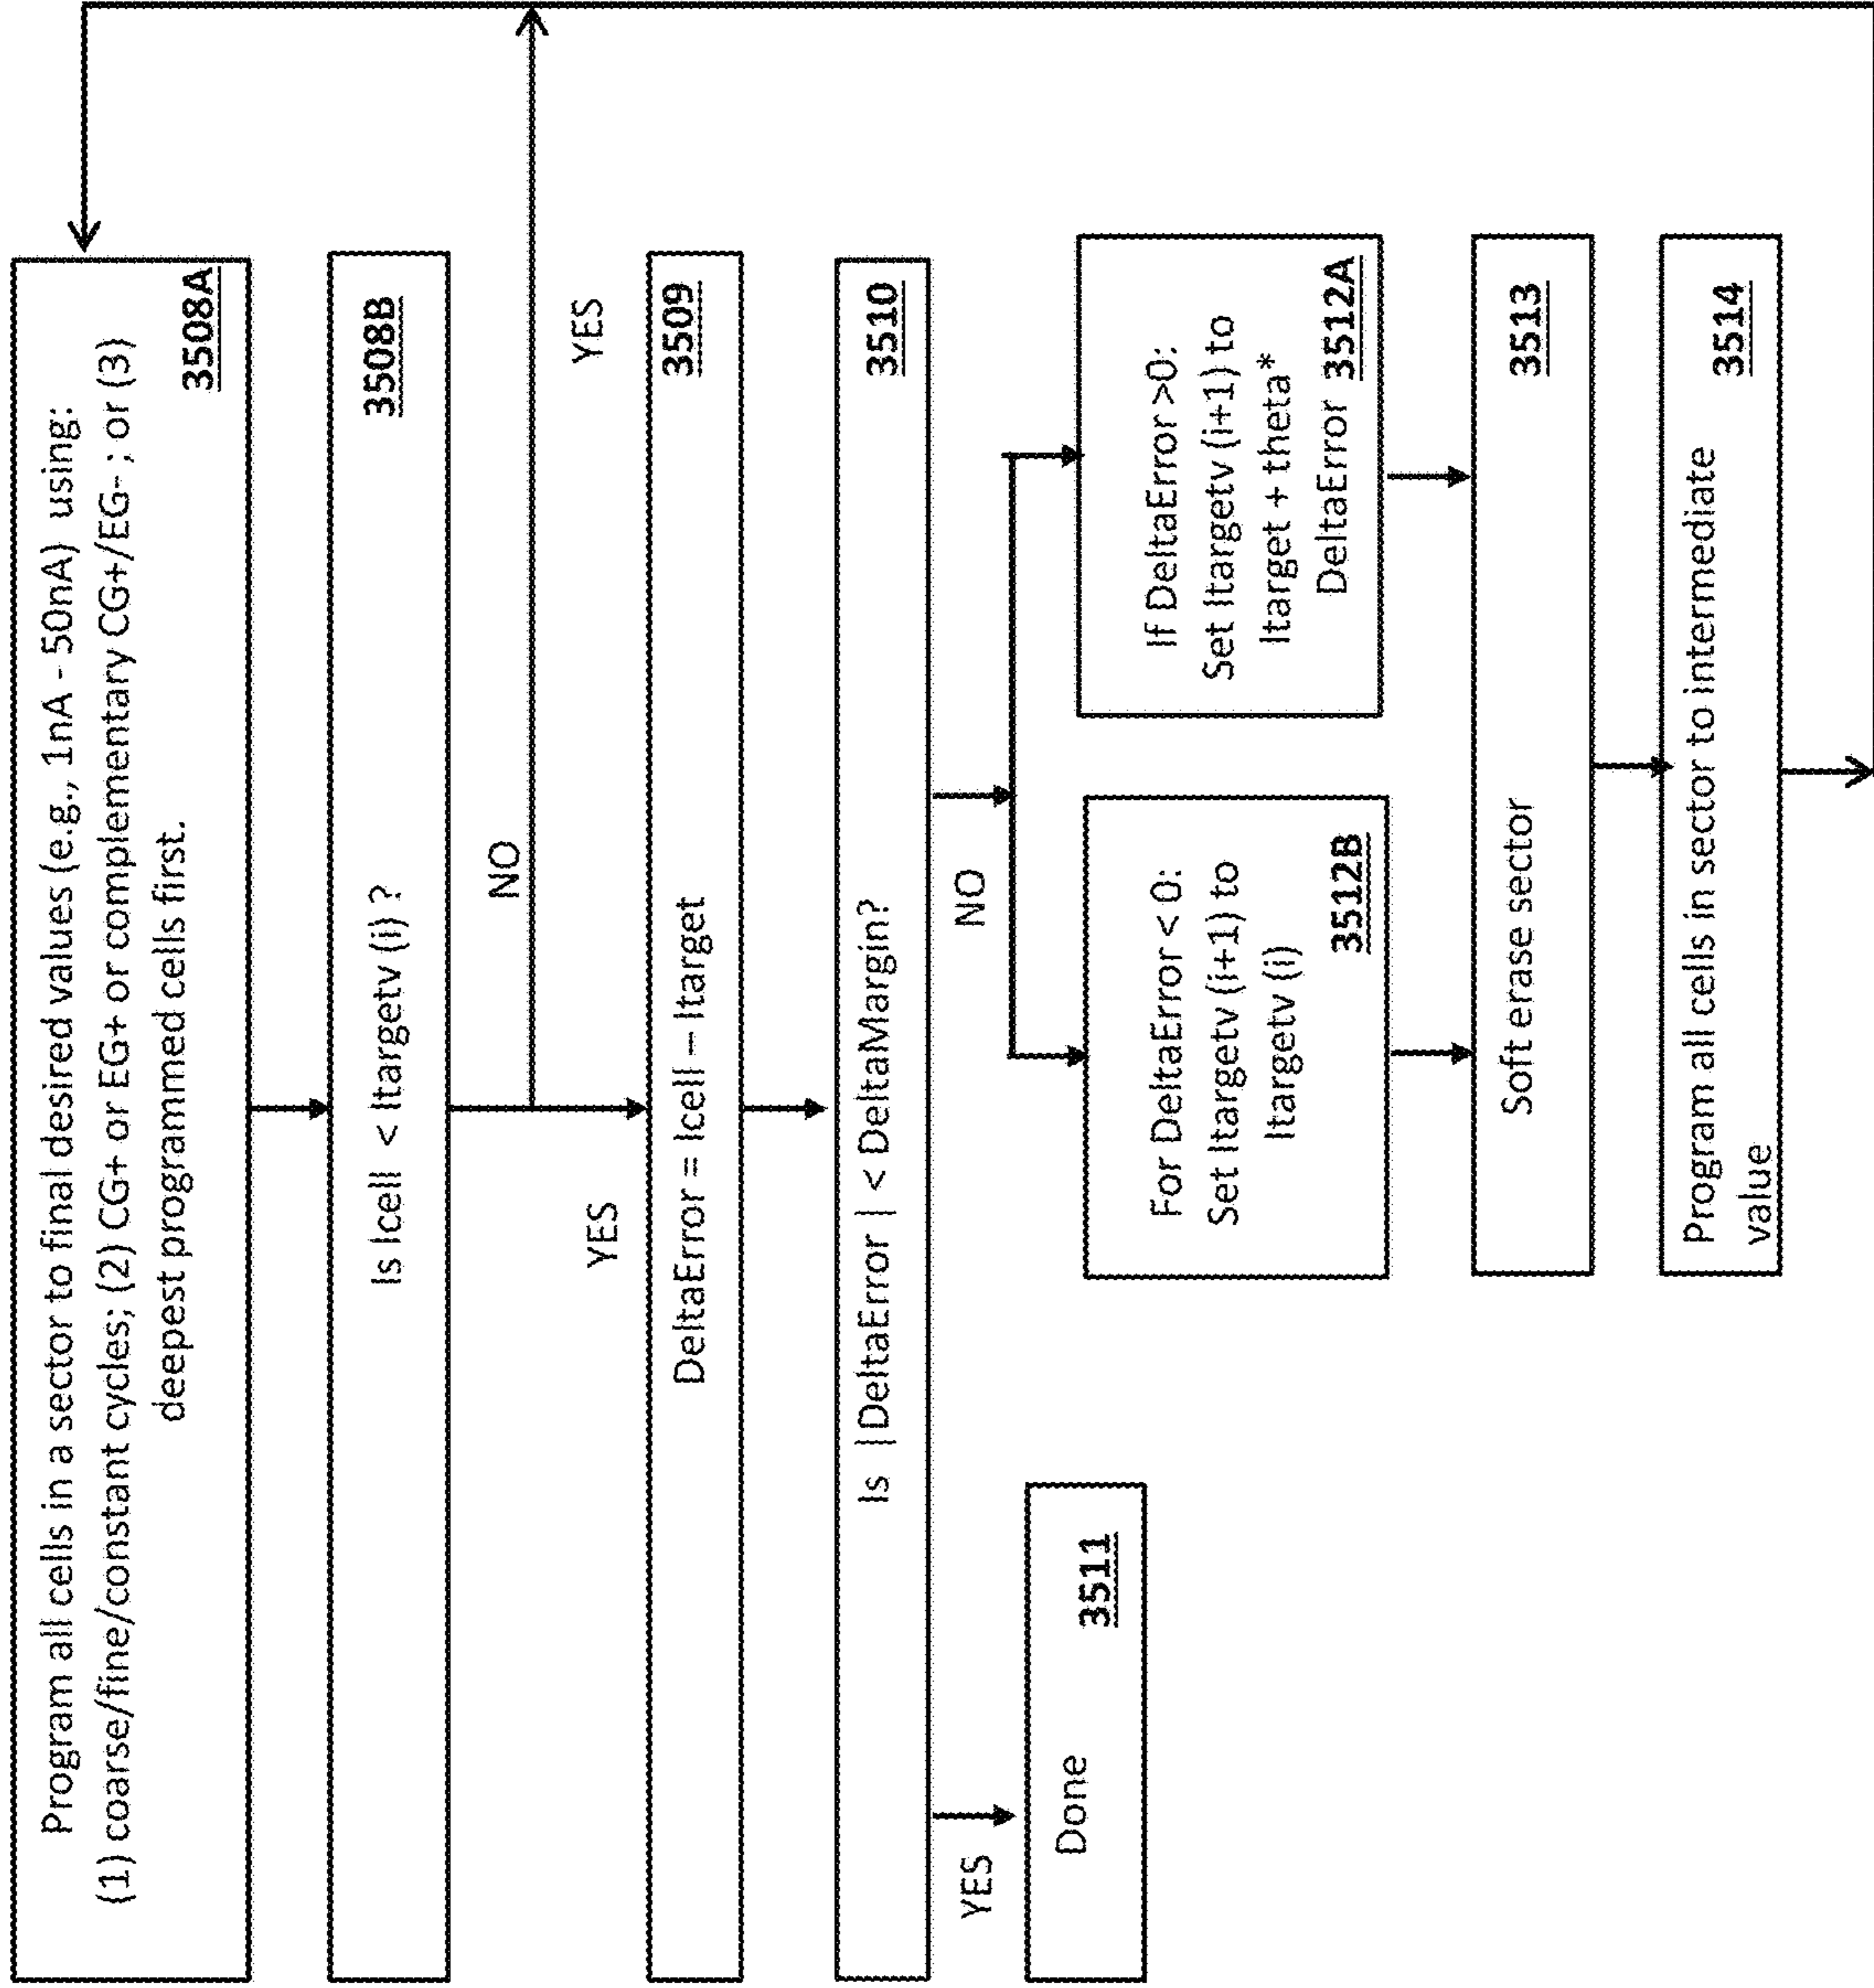 Program all cells in a sector to final desired values (e.g., 1nA - 50nA) using:
(1) coarse/fine/constant cycles; (2) CG+ or EG+ or complementary CG+/EG- ; or (3)
deepest programmed cells first.
3508A
Is Icell < Itargetv (i) ?
3508B
NO
YES
YES
DeltaError = Icell – Itarget
3509
Is |DeltaError | < DeltaMargin?
3510
YES
NO
Done
3511
For DeltaError < 0:
Set Itargetv (i+1) to
Itargetv (i)
3512B
If DeltaError >0:
Set Itargetv (i+1) to
Itarget + theta*
DeltaError 3512A
Soft erase sector
3513
Program all cells in sector to intermediate
value
3514